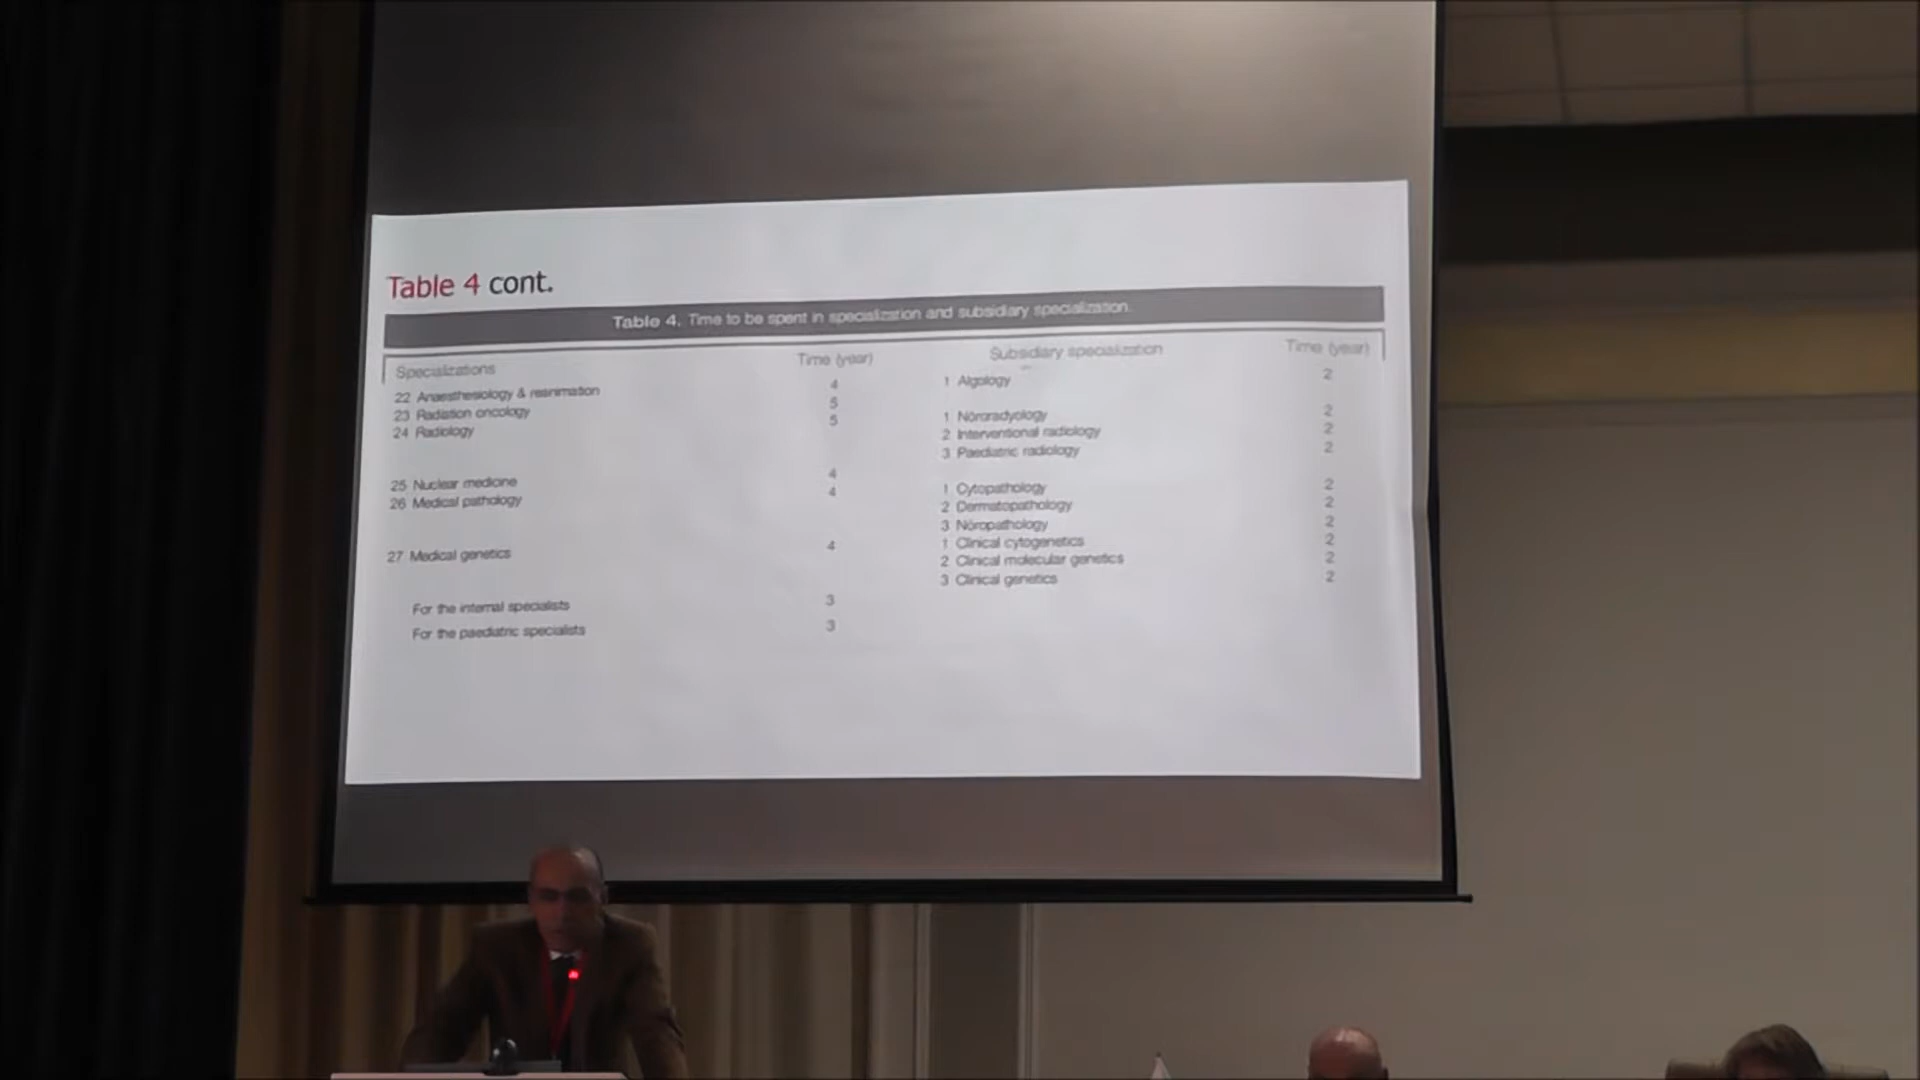 Table 4 cont.
Table 4. Time to be spent in specialization and subsidiary specialization.
Specializations Time (year) Subsidiary specialization Time (year)
22 Anaesthesiology & reanimation 4 1 Algology 2
23 Radiation oncology 5
24 Radiology 5 1 Nöroradyology 2
2 Interventional radiology 2
3 Paediatric radiology 2
25 Nuclear medicine 4
26 Medical pathology 4 1 Cytopathology 2
2 Dermatopathology 2
3 Nöropathology 2
27 Medical genetics 4 1 Clinical cytogenetics 2
2 Clinical molecular genetics 2
3 Clinical genetics 2
For the internal specialists 3
For the paediatric specialists 3